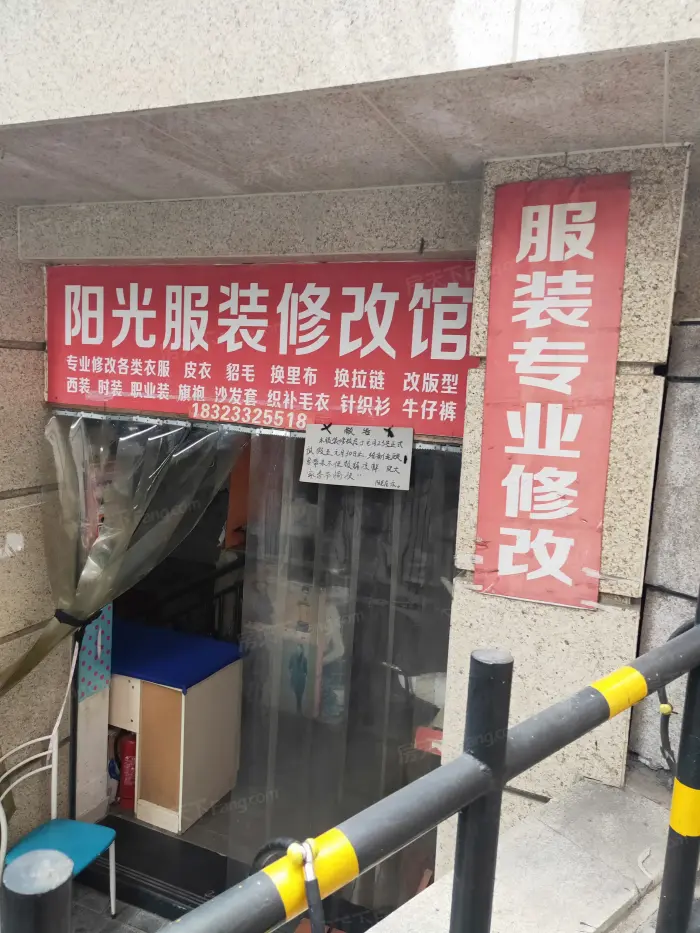 阳光服装修改馆
专业修改各类衣服 皮衣 貂毛 换里布 换拉链 改版型
西装 时装 职业装 旗袍 沙发套 织补毛衣 针织衫 牛仔裤
18323325518
服装专业修改